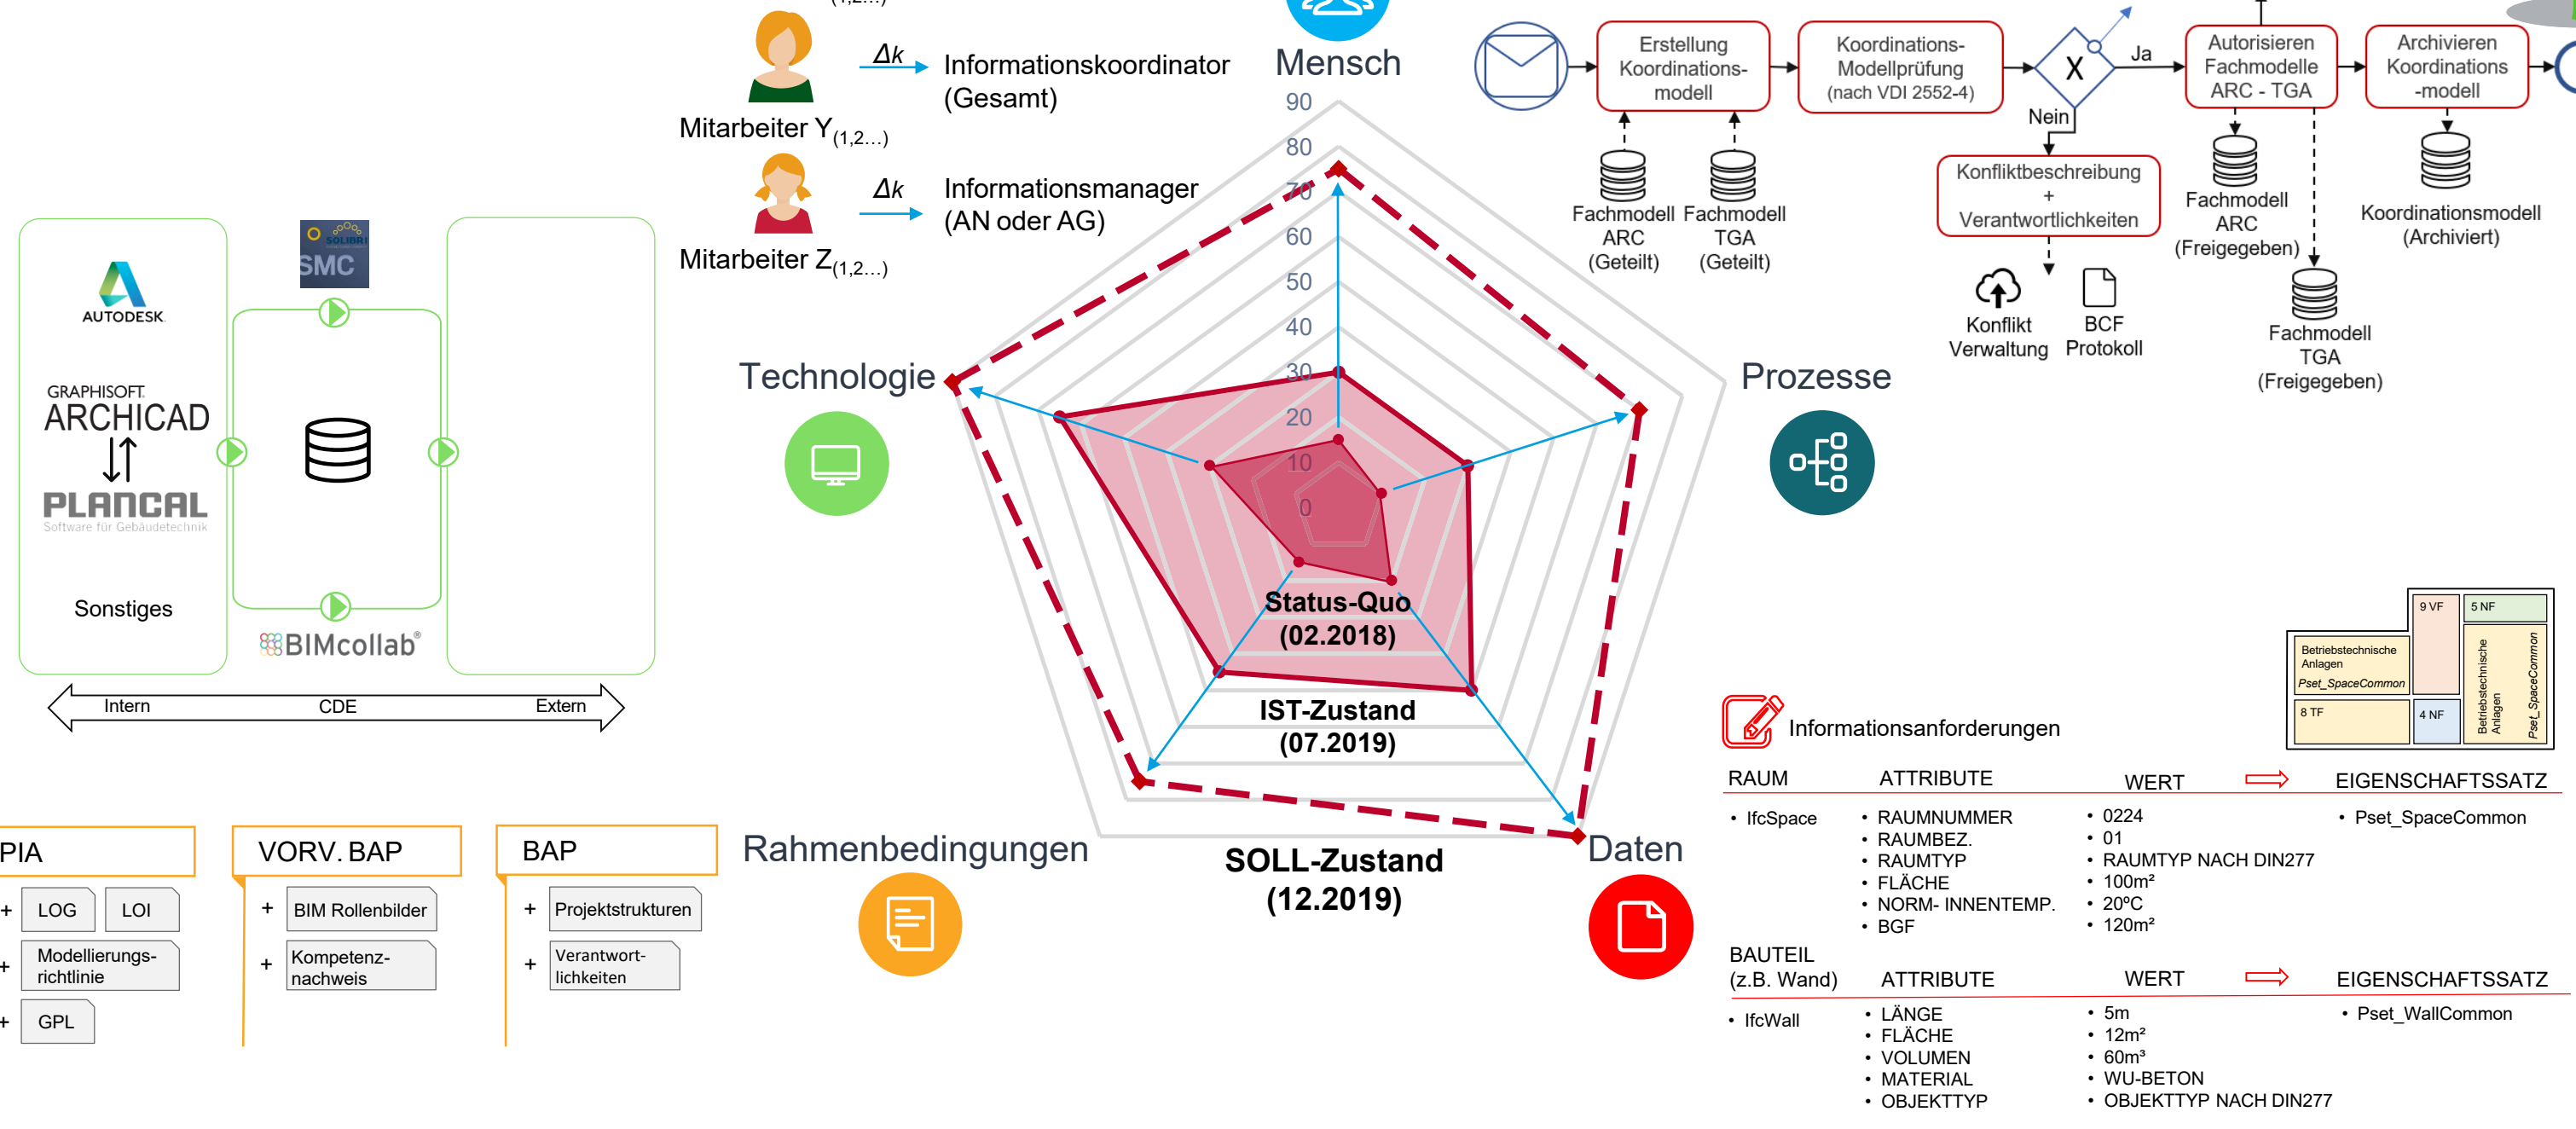 (1,2...)
Δk
Informationskoordinator
(Gesamt)
Mitarbeiter Y(1,2...)
Δk
Informationsmanager
(AN oder AG)
Mitarbeiter Z(1,2...)
Mensch
90
80
70
60
50
40
30
20
10
0
Technologie
Prozesse
Rahmenbedingungen
Daten
Status-Quo
(02.2018)
IST-Zustand
(07.2019)
SOLL-Zustand
(12.2019)
Erstellung
Koordinations-
modell
Koordinations-
Modellprüfung
(nach VDI 2552-4)
X
Ja
Nein
Autorisieren
Fachmodelle
ARC - TGA
Archivieren
Koordinations
-modell
Fachmodell
ARC
(Geteilt)
Fachmodell
TGA
(Geteilt)
Konfliktbeschreibung
+
Verantwortlichkeiten
Konflikt
Verwaltung
BCF
Protokoll
Fachmodell
ARC
(Freigegeben)
Fachmodell
TGA
(Freigegeben)
Koordinationsmodell
(Archiviert)
SOLIBRI
SMC
AUTODESK
GRAPHISOFT.
ARCHICAD
PLANCAL
Software für Gebäudetechnik
Sonstiges
BIMcollab®
Intern
CDE
Extern
PIA
+ LOG
LOI
+ Modellierungs-
richtlinie
+ GPL
VORV. BAP
+ BIM Rollenbilder
+ Kompetenz-
nachweis
BAP
+ Projektstrukturen
+ Verantwort-
lichkeiten
9 VF
5 NF
Betriebstechnische
Anlagen
Pset_SpaceCommon
8 TF
4 NF
Betriebstechnische
Anlagen
Pset_SpaceCommon
Informationsanforderungen
RAUM ATTRIBUTE WERT EIGENSCHAFTSSATZ
• IfcSpace • RAUMNUMMER • 0224 • Pset_SpaceCommon
• RAUMBEZ. • 01
• RAUMTYP • RAUMTYP NACH DIN277
• FLÄCHE • 100m²
• NORM- INNENTEMP. • 20ºC
• BGF • 120m²
BAUTEIL
(z.B. Wand) ATTRIBUTE WERT EIGENSCHAFTSSATZ
• IfcWall • LÄNGE • 5m • Pset_WallCommon
• FLÄCHE • 12m²
• VOLUMEN • 60m³
• MATERIAL • WU-BETON
• OBJEKTTYP • OBJEKTTYP NACH DIN277